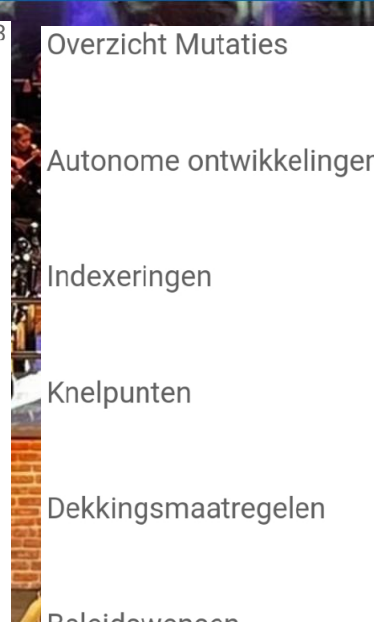 Overzicht Mutaties
Autonome ontwikkelingen
Indexeringen
Knelpunten
Dekkingsmaatregelen